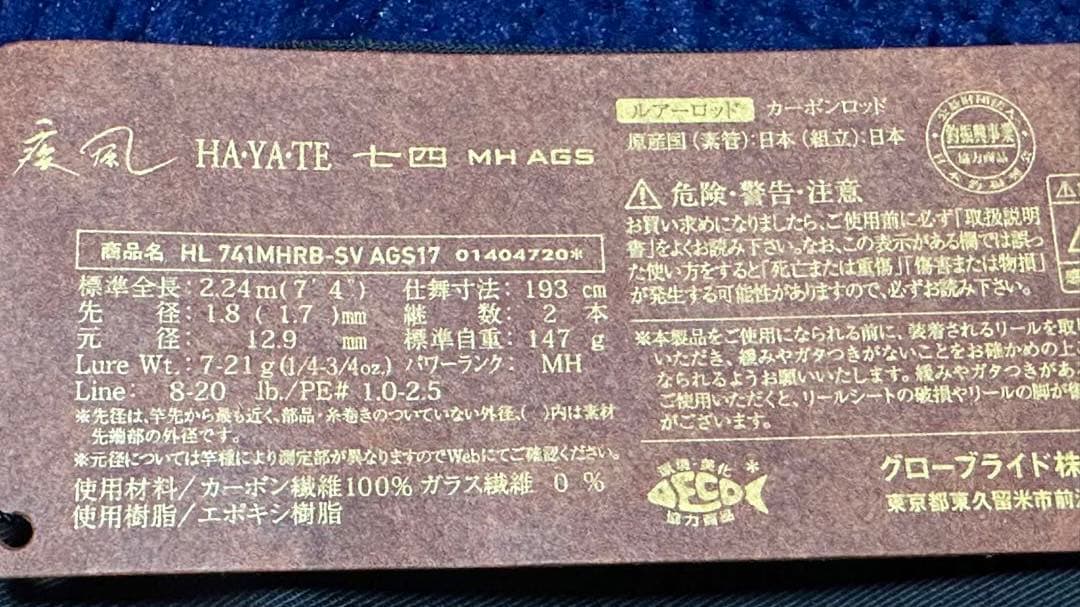 疾風 HA・YA・TE 七四 MH AGS
商品名 HL 741MHRB-SV AGS17 01404720*
標準全長: 2.24m(7'4") 仕舞寸法: 193 cm
先径: 1.8 ( 1.7 )mm 継数: 2 本
元径: 12.9 mm 標準自重: 147 g
Lure Wt.: 7-21g(1/4-3/4oz.) パワーランク: MH
Line: 8-20 lb./PE# 1.0-2.5
※先径は、竿先から最も近く、部品・糸巻きのついていない外径、( )内は素材
先端部の外径です。
※元径については竿種により測定部が異なりますのでWebにてご確認ください。
使用材料/カーボン繊維100% ガラス繊維 0 %
使用樹脂/エポキシ樹脂
ルアーロッド カーボンロッド
原産国 (素管):日本 (組立):日本
釣振興事業
協力商品
危険・警告・注意
お買い求めになりましたら、ご使用前に必ず「取扱説明
書」をよくお読み下さい。なお、この表示がある欄では誤っ
た使い方をすると「死亡または重傷」「傷害または物損」
が発生する可能性がありますので、必ずお読み下さい。
※本製品をご使用になられる前に、装着されるリールを取
いただき、緩みやガタつきがないことをお確かめの上
なられるようお願いいたします。緩みやガタがあ
ご使用いただくと、リールシートの破損やリールの脚が
がございます。
環境・美化
DECO
協力商品
グローブライド株
東京都東久留米市前